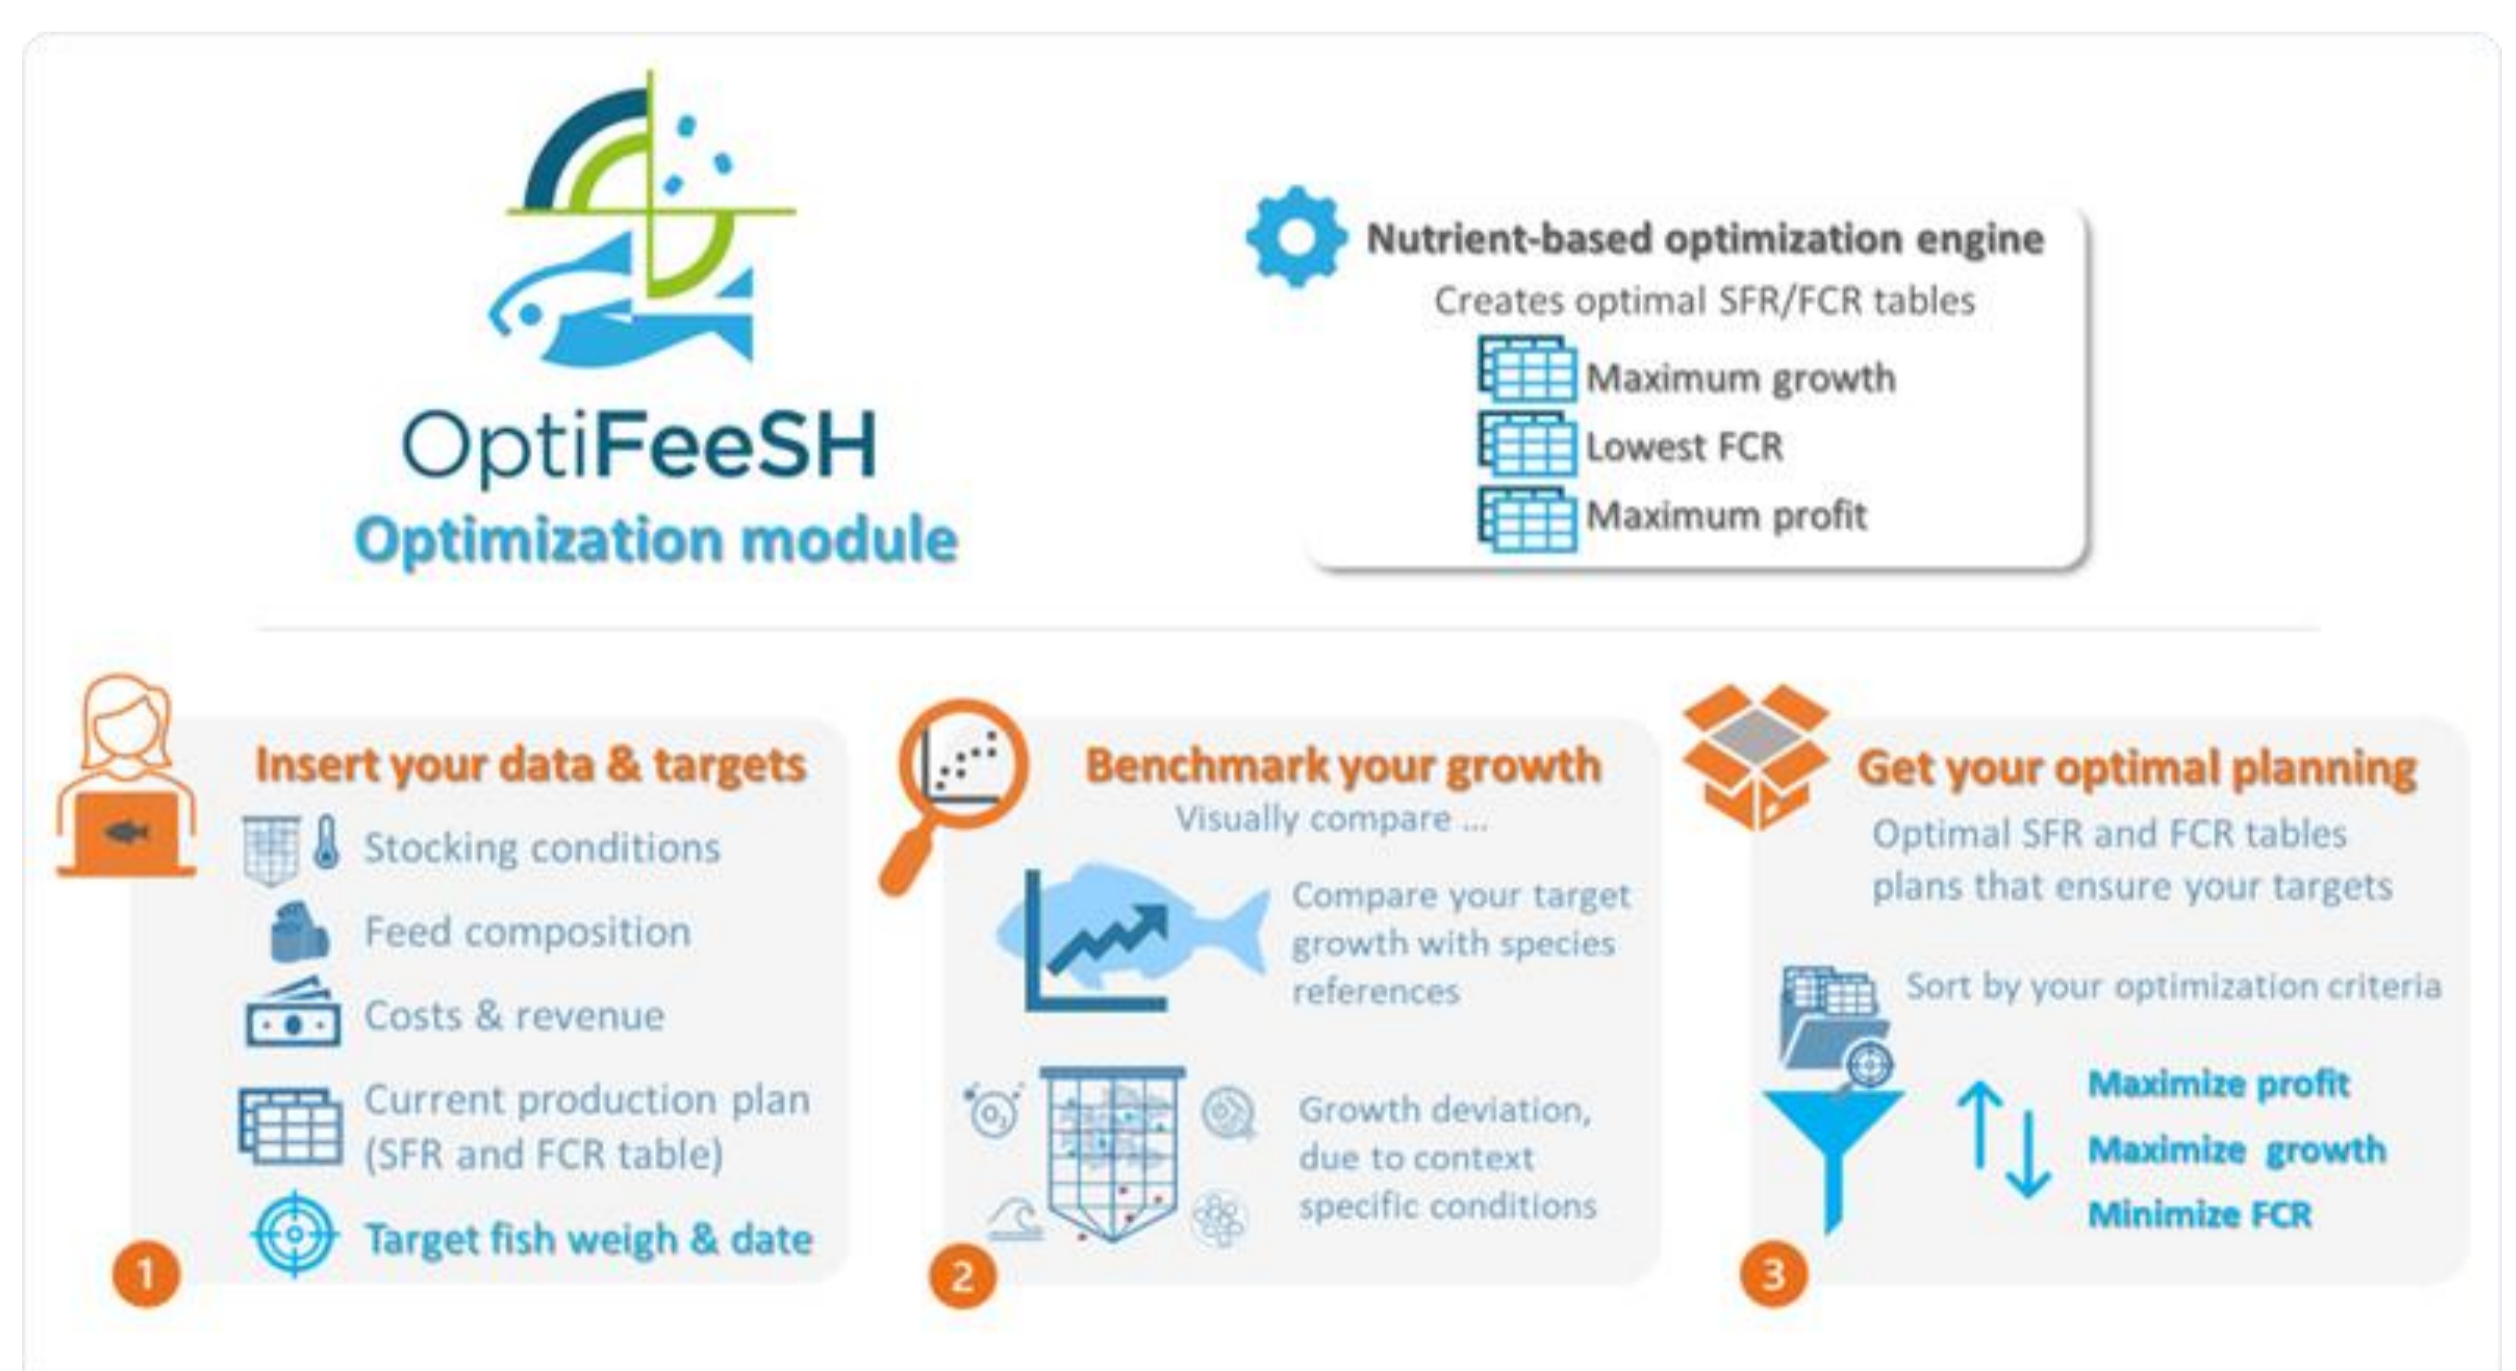 OptiFeeSH
Optimization module
Nutrient-based optimization engine
Creates optimal SFR/FCR tables
Maximum growth
Lowest FCR
Maximum profit
Insert your data & targets
Stocking conditions
Feed composition
Costs & revenue
Current production plan
(SFR and FCR table)
Target fish weigh & date
1
Benchmark your growth
Visually compare ...
Compare your target
growth with species
references
Growth deviation,
due to context
specific conditions
2
Get your optimal planning
Optimal SFR and FCR tables
plans that ensure your targets
Sort by your optimization criteria
Maximize profit
Maximize growth
Minimize FCR
3